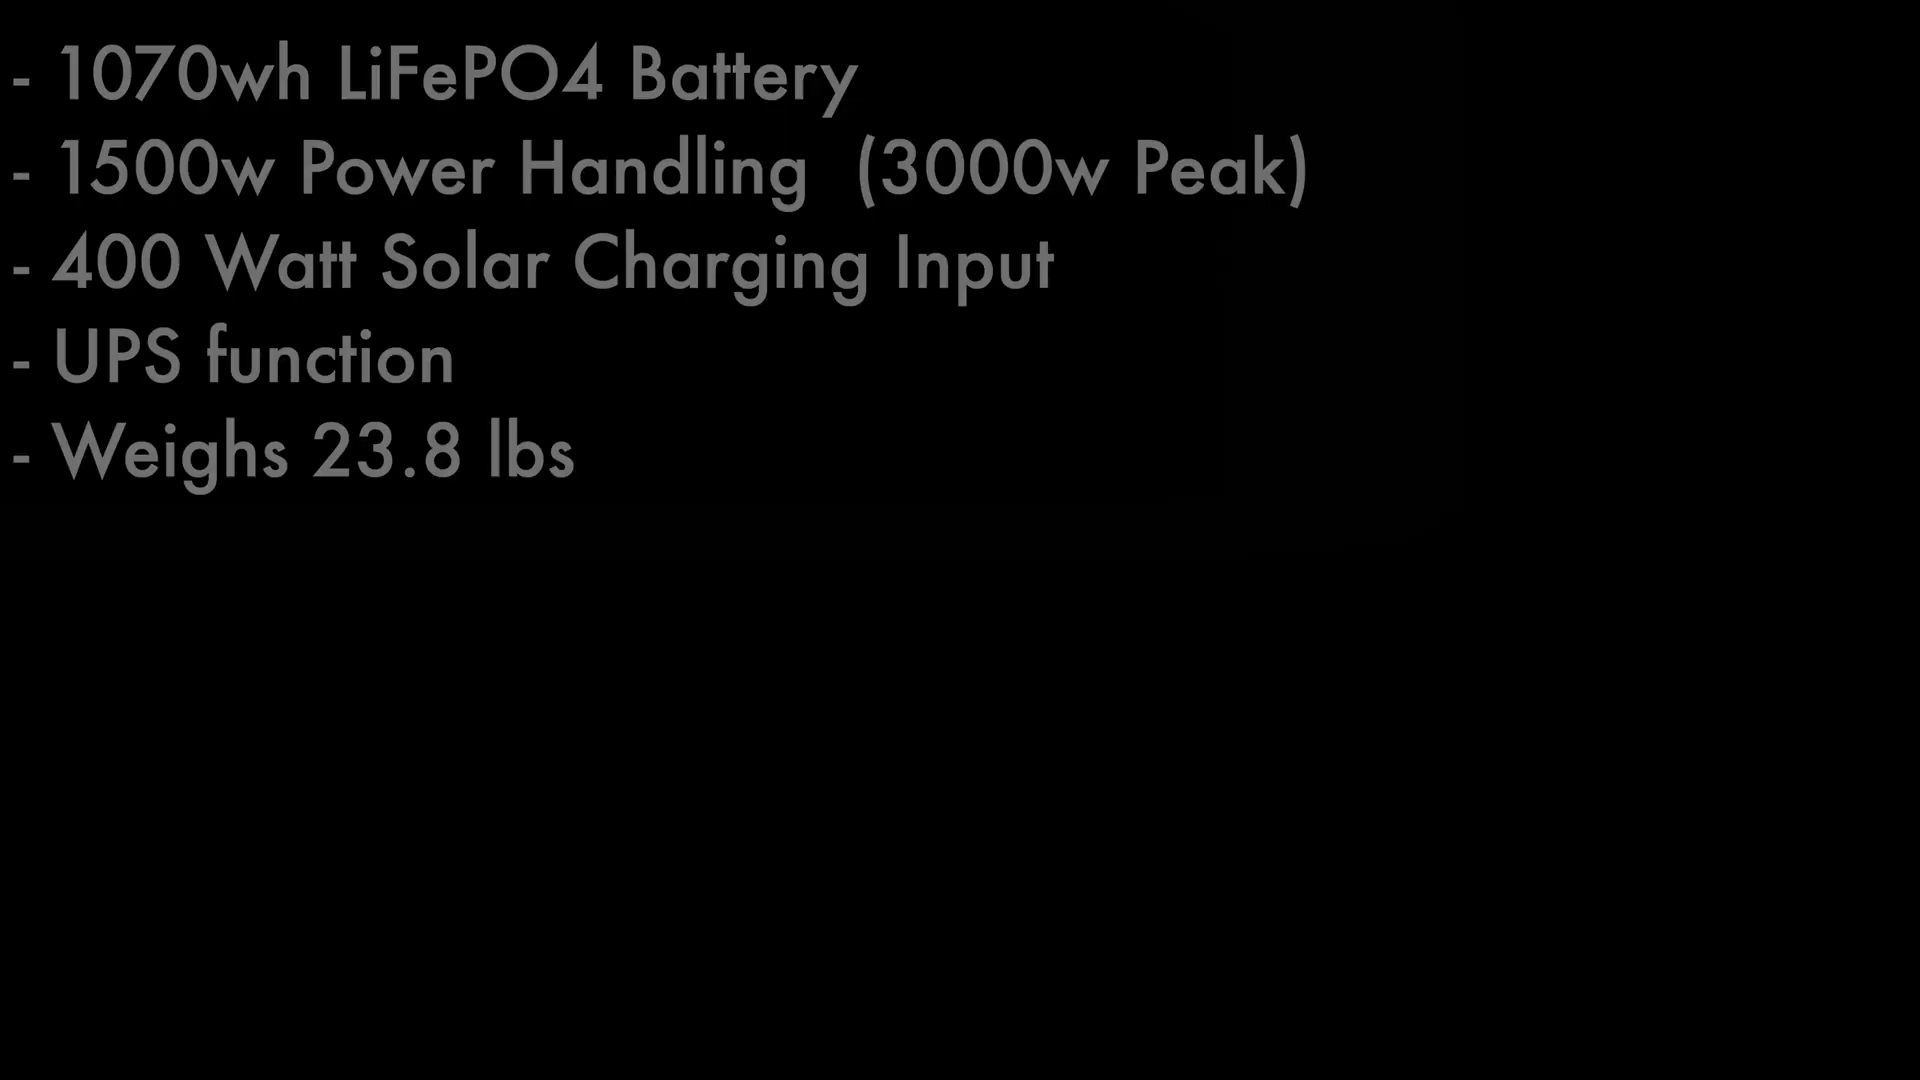 - 1070wh LiFePO4 Battery
- 1500w Power Handling  (3000w Peak)
- 400 Watt Solar Charging Input
- UPS function
- Weighs 23.8 lbs